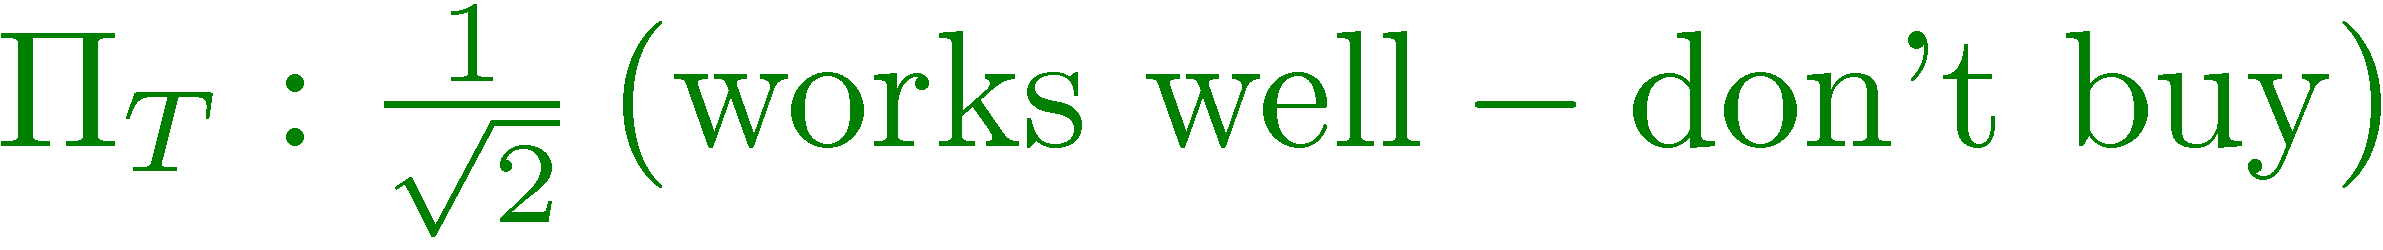 Π_T : 1/√2 (works well − don't buy)